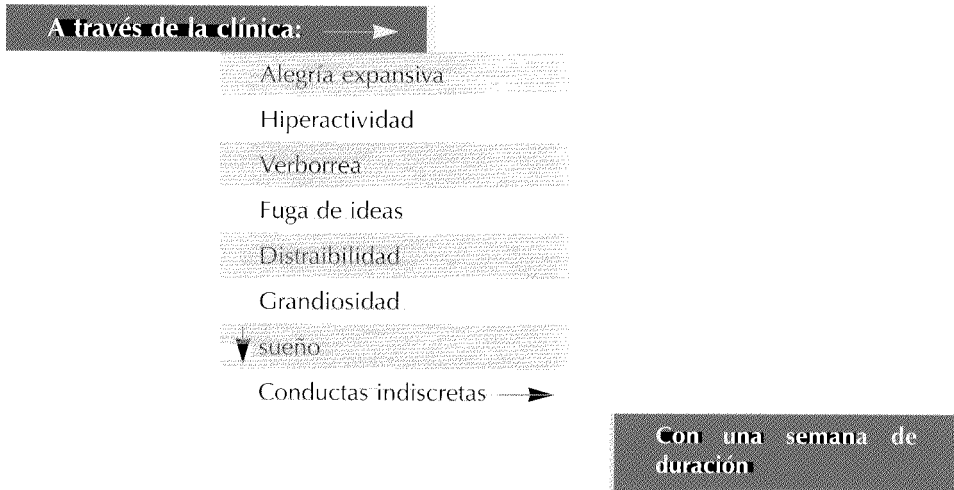 A través de la clínica:
Alegría expansiva
Hiperactividad
Verborrea
Fuga de ideas
Distraibilidad
Grandiosidad
sueño
Conductas indiscretas
Con una semana de
duración